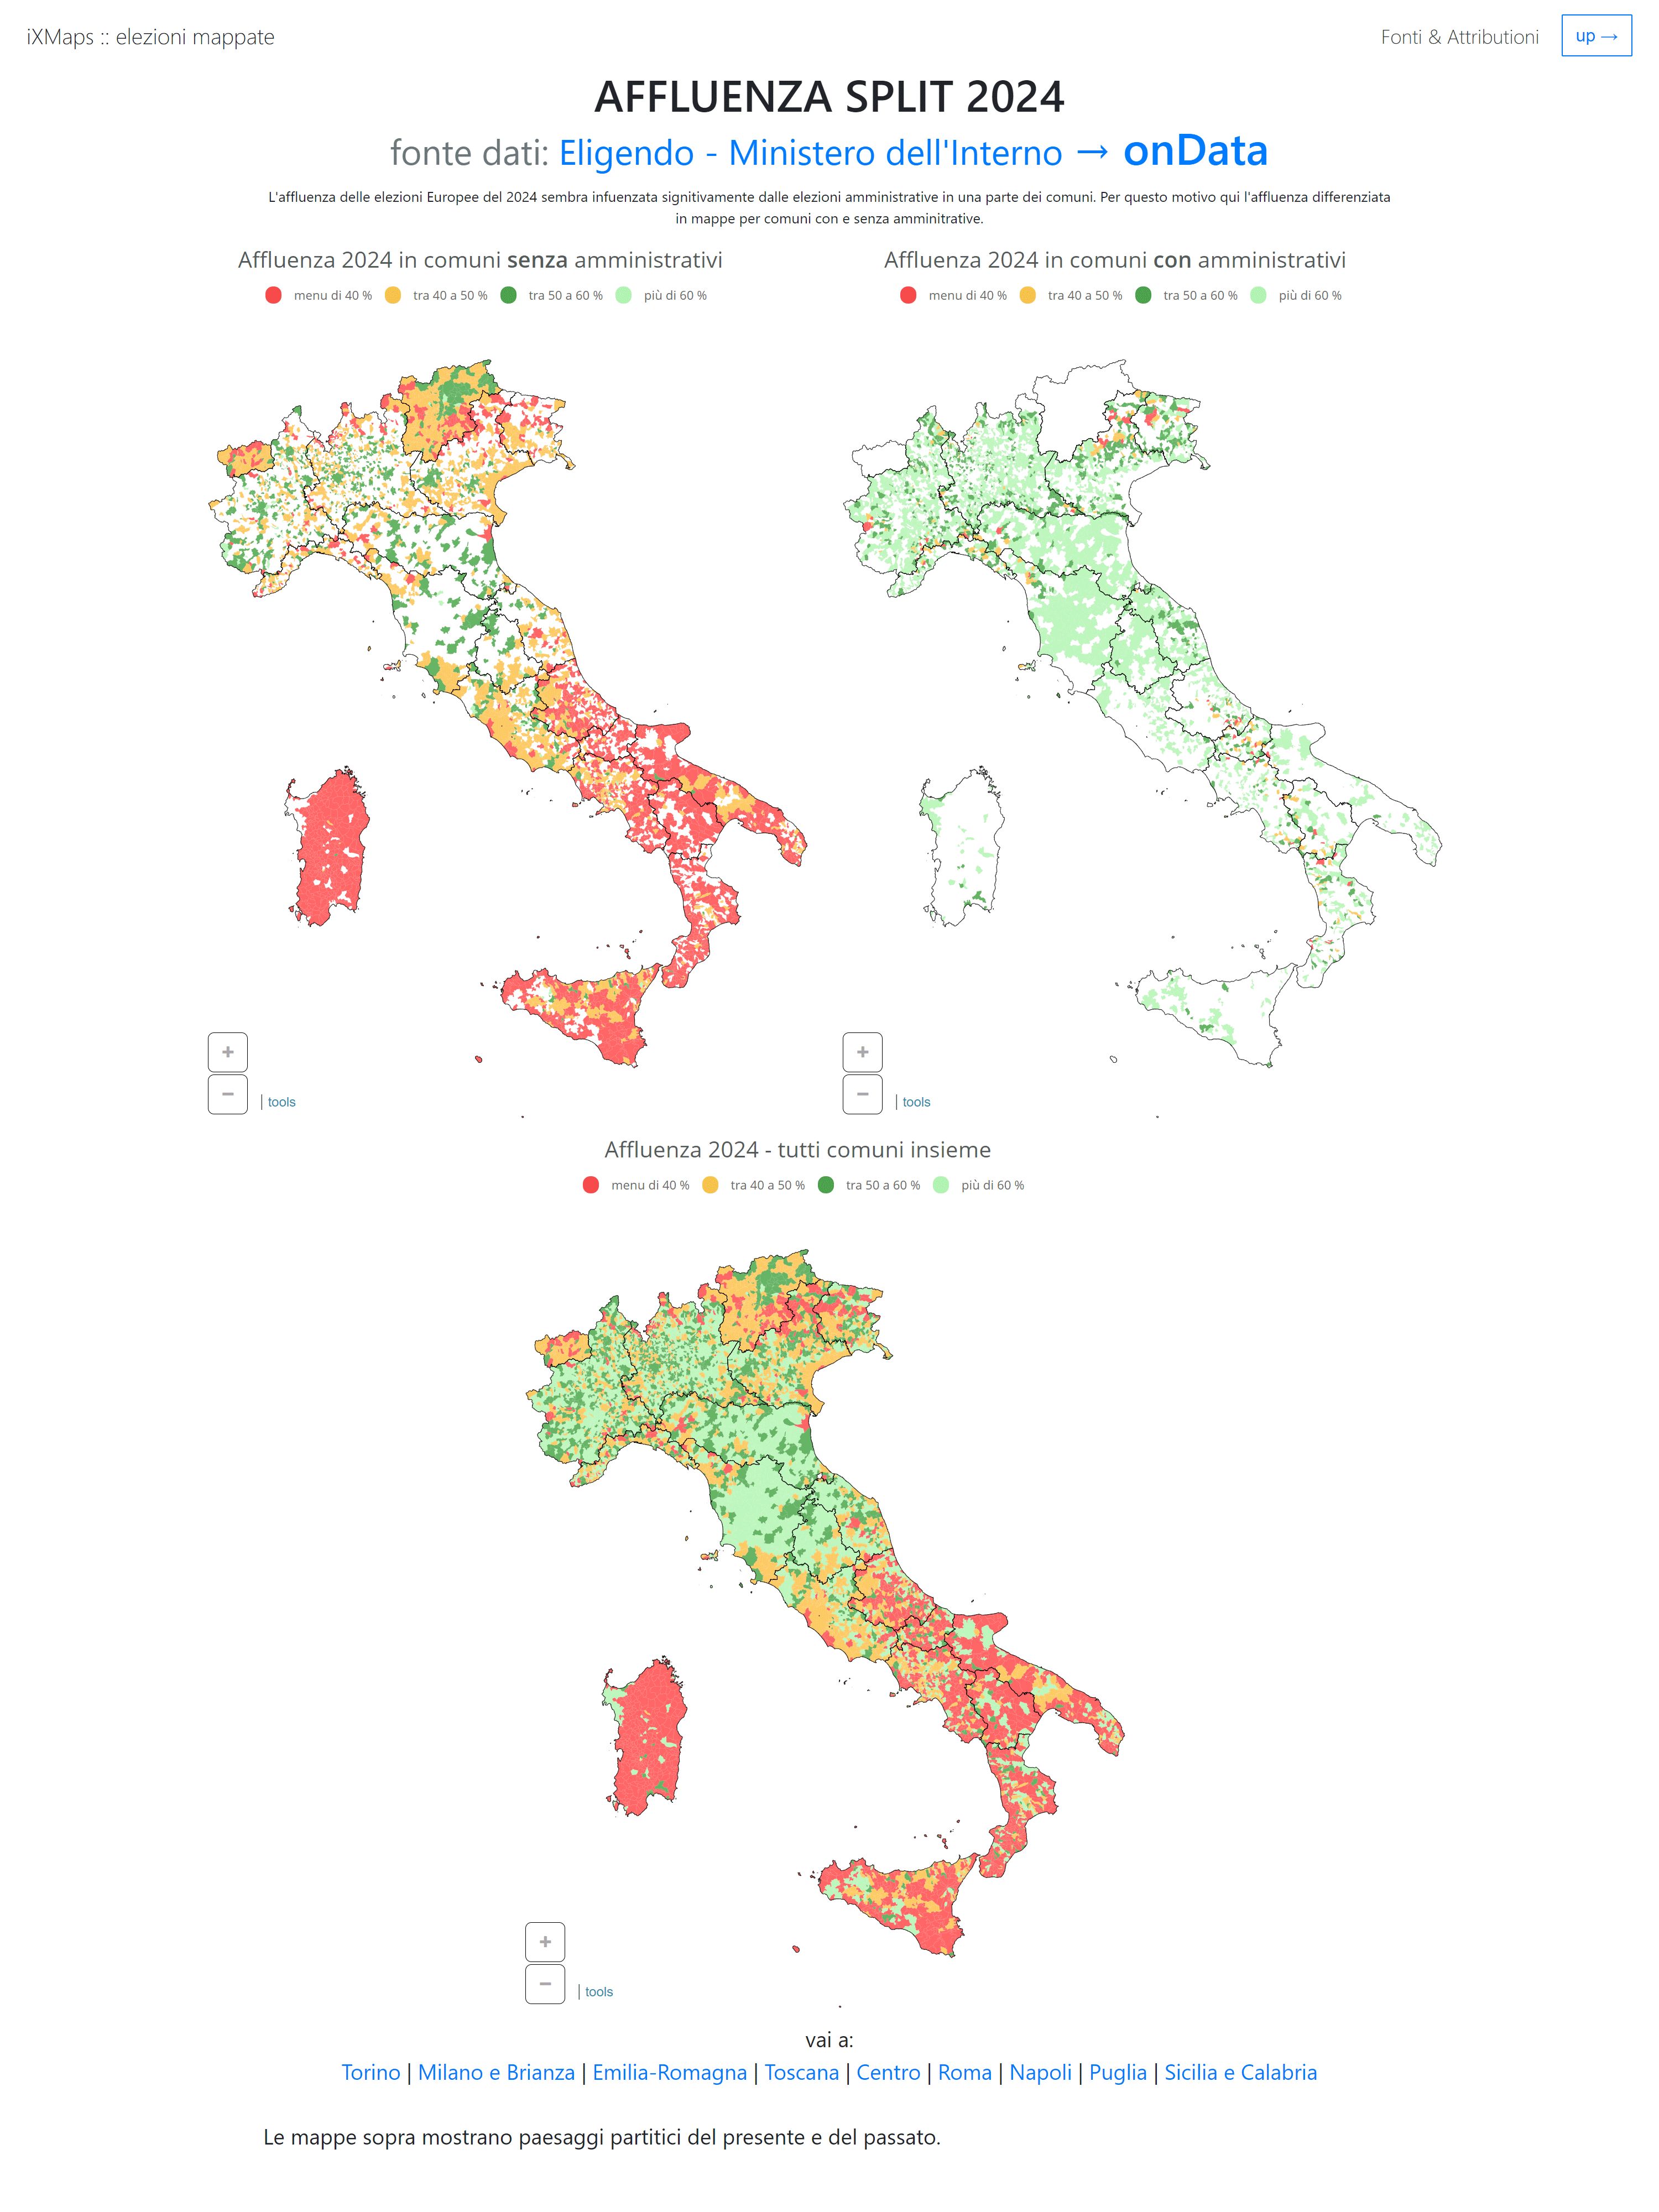 iXMaps :: elezioni mappate
Fonti & Attributioni
up →
AFFLUENZA SPLIT 2024
fonte dati: Eligendo - Ministero dell'Interno → onData
L'affluenza delle elezioni Europee del 2024 sembra infuenzata signitivamente dalle elezioni amministrative in una parte dei comuni. Per questo motivo qui l'affluenza differenziata
in mappe per comuni con e senza amminitrative.
Affluenza 2024 in comuni senza amministrativi
menu di 40 % tra 40 a 50 % tra 50 a 60 % più di 60 %
+
−
| tools
Affluenza 2024 in comuni con amministrativi
menu di 40 % tra 40 a 50 % tra 50 a 60 % più di 60 %
+
−
| tools
Affluenza 2024 - tutti comuni insieme
menu di 40 % tra 40 a 50 % tra 50 a 60 % più di 60 %
+
−
| tools
vai a:
Torino | Milano e Brianza | Emilia-Romagna | Toscana | Centro | Roma | Napoli | Puglia | Sicilia e Calabria
Le mappe sopra mostrano paesaggi partitici del presente e del passato.